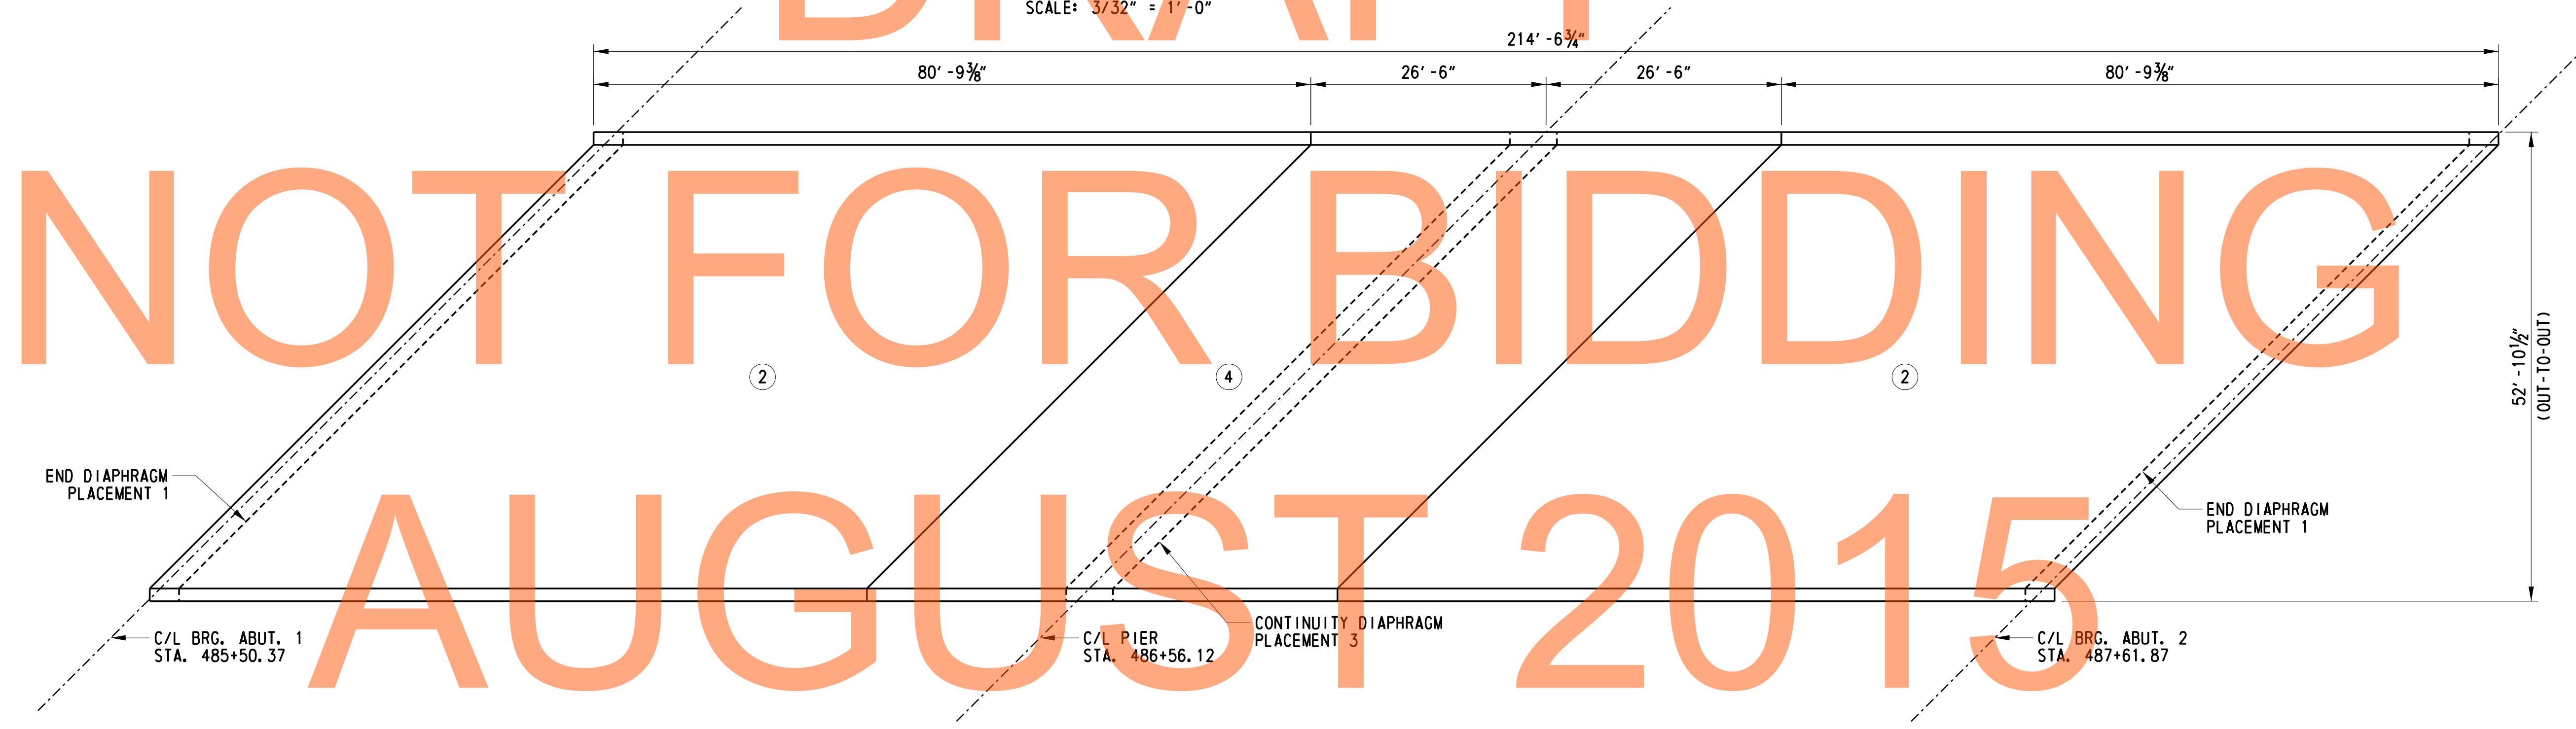 DRAFT
SCALE: 3/32" = 1'-0"
214'-6¾"
80'-9⅜"
26'-6"
26'-6"
80'-9⅜"
NOT FOR BIDDING
52'-10½"
(OUT-TO-OUT)
2
4
2
END DIAPHRAGM
PLACEMENT 1
END DIAPHRAGM
PLACEMENT 1
AUGUST 2015
C/L BRG. ABUT. 1
STA. 485+50.37
C/L PIER
STA. 486+56.12
CONTINUITY DIAPHRAGM
PLACEMENT 3
C/L BRG. ABUT. 2
STA. 487+61.87